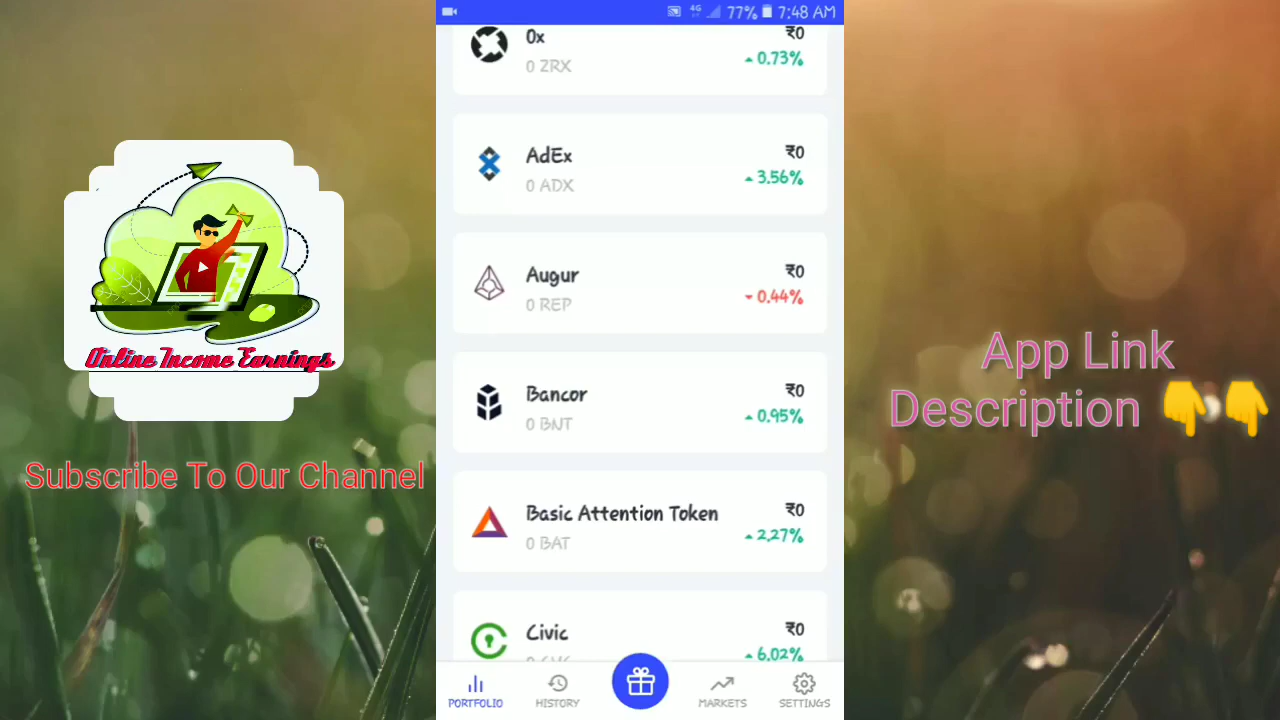 4G 77% 7:48 AM
0x
₹0
0 ZRX
0.73%
AdEx
₹0
0 ADX
3.56%
Augur
₹0
0 REP
0.44%
Bancor
₹0
0 BNT
0.95%
Basic Attention Token
₹0
0 BAT
2.27%
Civic
₹0
6.02%
PORTFOLIO
HISTORY
MARKETS
SETTINGS
Online Income Earnings
Subscribe To Our Channel
App Link
Description 👇👇